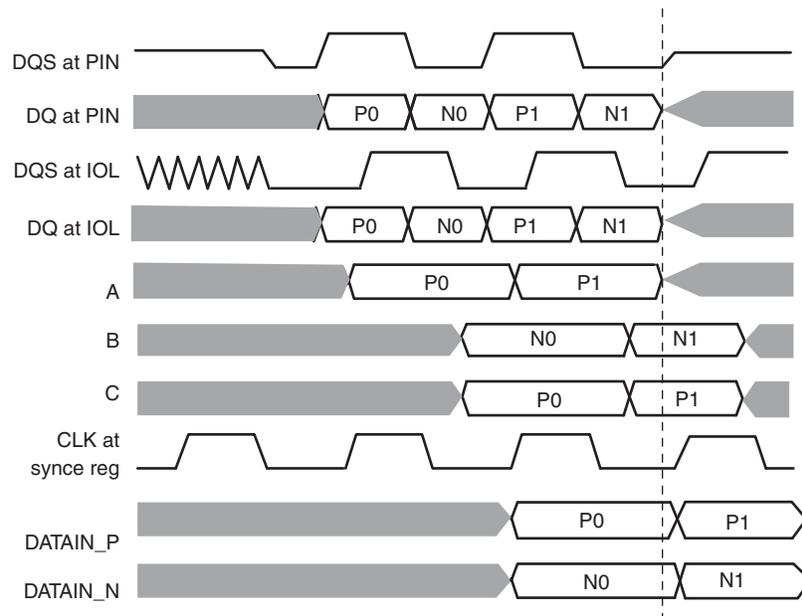 DQS at PIN
DQ at PIN P0 N0 P1 N1
DQS at IOL
DQ at IOL P0 N0 P1 N1
A P0 P1
B N0 N1
C P0 P1
CLK at
synce reg
DATAIN_P P0 P1
DATAIN_N N0 N1